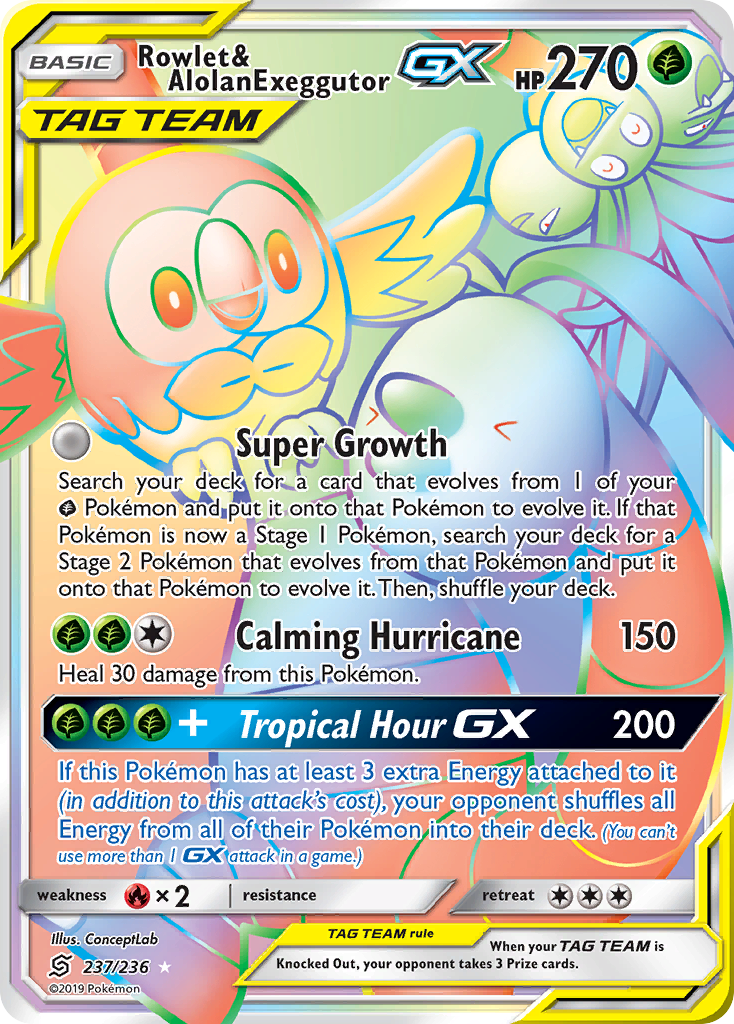 BASIC
Rowlet&
AlolanExeggutor
GX
HP270
TAG TEAM
Super Growth
Search your deck for a card that evolves from 1 of your
Pokémon and put it onto that Pokémon to evolve it. If that
Pokémon is now a Stage 1 Pokémon, search your deck for a
Stage 2 Pokémon that evolves from that Pokémon and put it
onto that Pokémon to evolve it. Then, shuffle your deck.
Calming Hurricane 150
Heal 30 damage from this Pokémon.
+ Tropical Hour GX 200
If this Pokémon has at least 3 extra Energy attached to it
(in addition to this attack's cost), your opponent shuffles all
Energy from all of their Pokémon into their deck. (You can't
use more than 1 GX attack in a game.)
weakness ×2 resistance retreat
Illus. ConceptLab
237/236
©2019 Pokémon
TAG TEAM rule
When your TAG TEAM is
Knocked Out, your opponent takes 3 Prize cards.